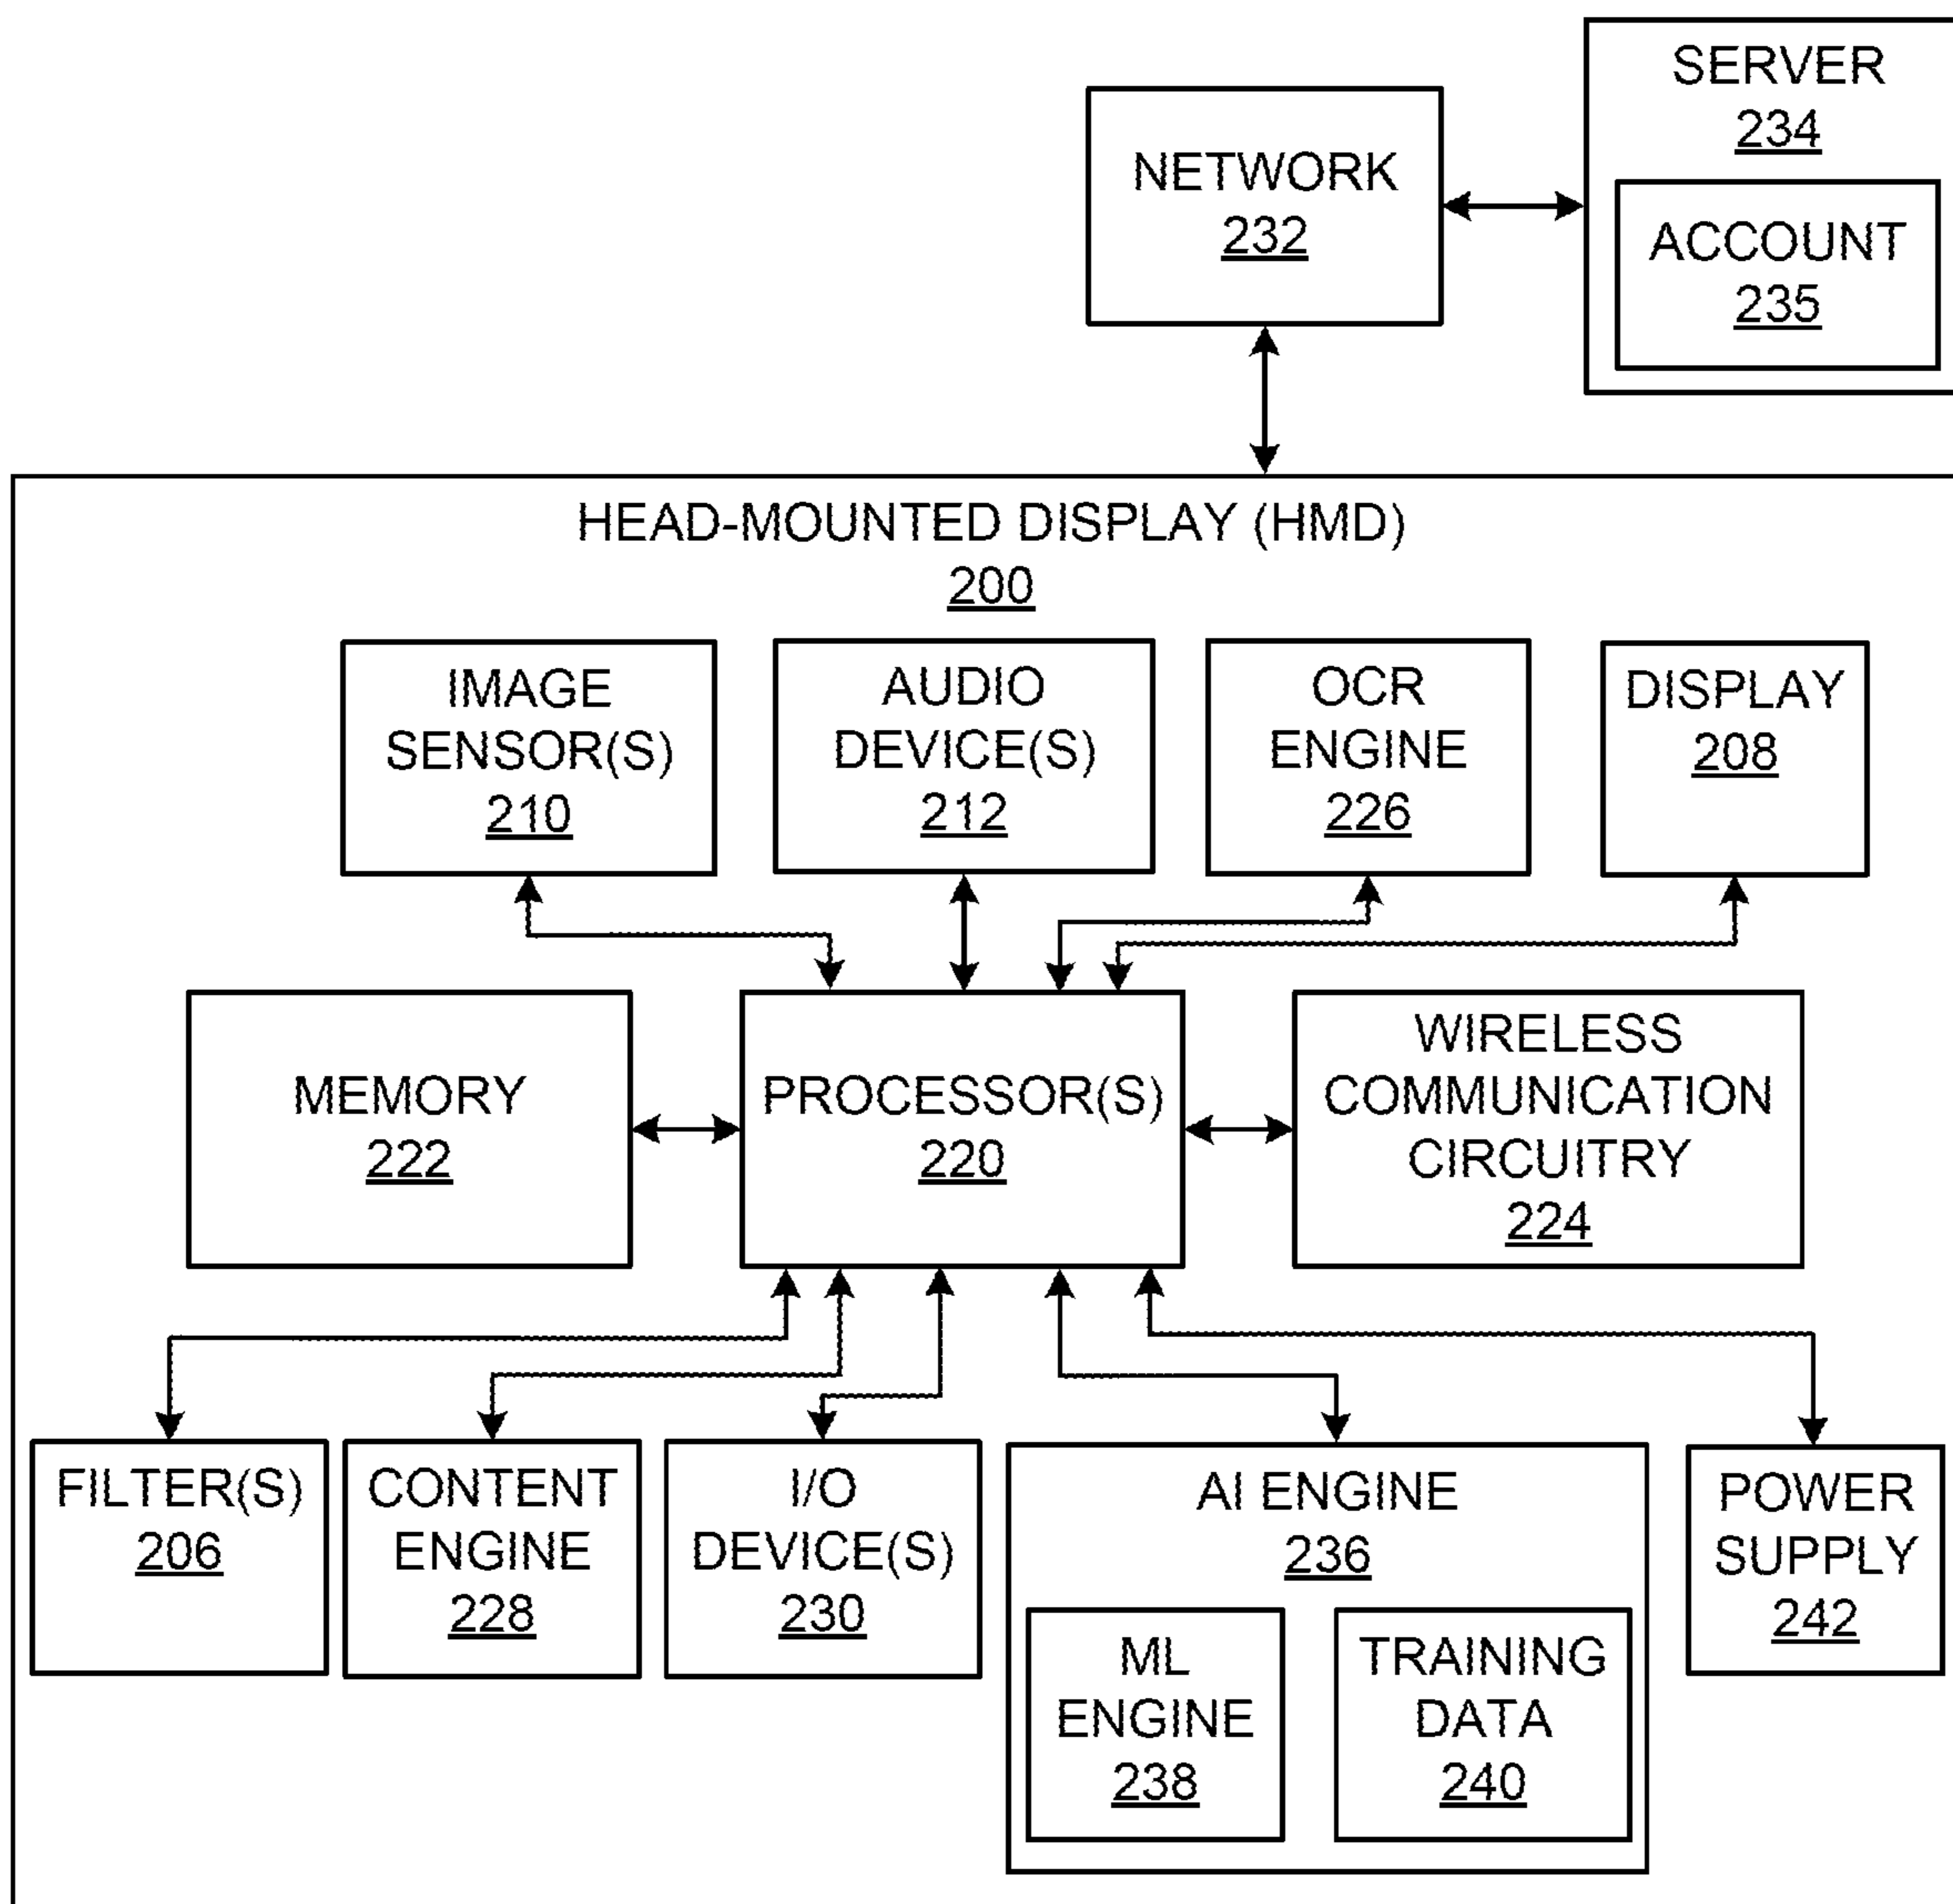 SERVER
234
ACCOUNT
235
NETWORK
232
HEAD-MOUNTED DISPLAY (HMD)
200
IMAGE
SENSOR(S)
210
AUDIO
DEVICE(S)
212
OCR
ENGINE
226
DISPLAY
208
MEMORY
222
PROCESSOR(S)
220
WIRELESS
COMMUNICATION
CIRCUITRY
224
FILTER(S)
206
CONTENT
ENGINE
228
I/O
DEVICE(S)
230
AI ENGINE
236
ML
ENGINE
238
TRAINING
DATA
240
POWER
SUPPLY
242